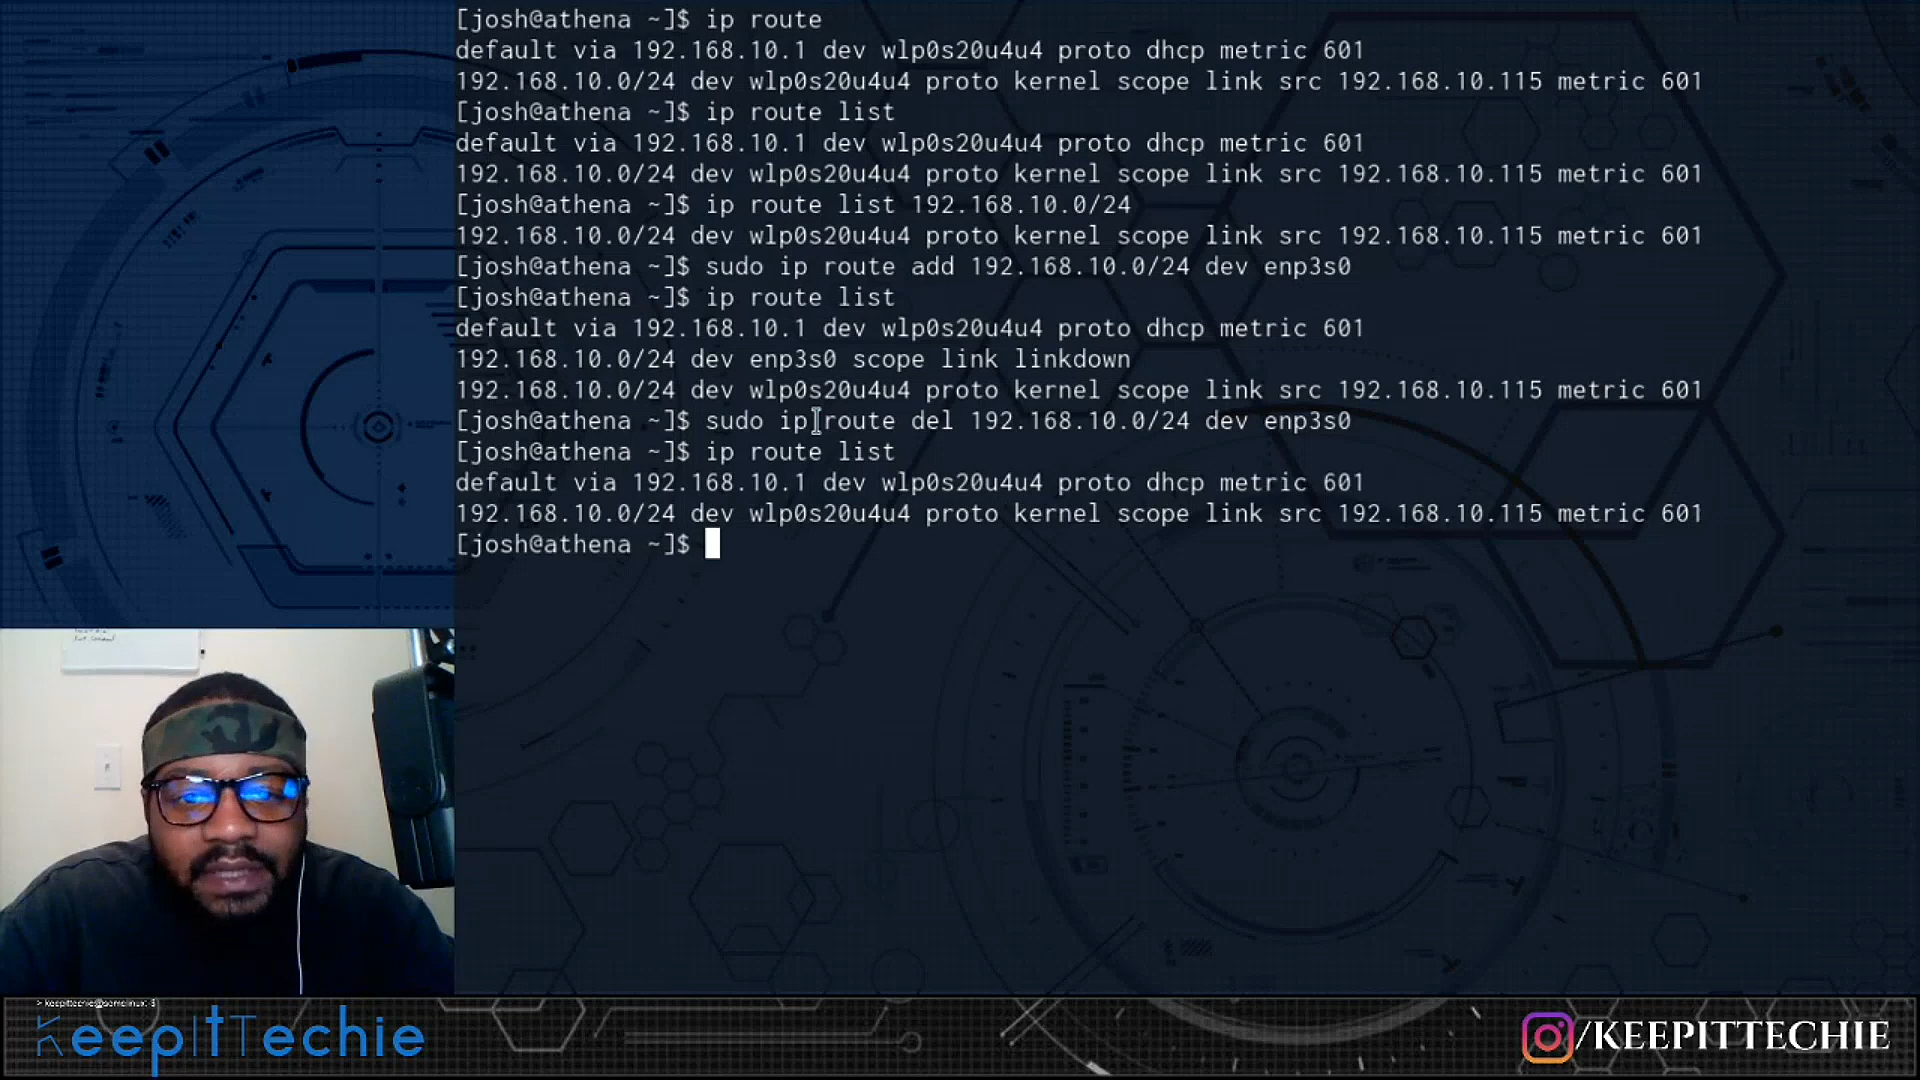 [josh@athena ~]$ ip route
default via 192.168.10.1 dev wlp0s20u4u4 proto dhcp metric 601
192.168.10.0/24 dev wlp0s20u4u4 proto kernel scope link src 192.168.10.115 metric 601
[josh@athena ~]$ ip route list
default via 192.168.10.1 dev wlp0s20u4u4 proto dhcp metric 601
192.168.10.0/24 dev wlp0s20u4u4 proto kernel scope link src 192.168.10.115 metric 601
[josh@athena ~]$ ip route list 192.168.10.0/24
192.168.10.0/24 dev wlp0s20u4u4 proto kernel scope link src 192.168.10.115 metric 601
[josh@athena ~]$ sudo ip route add 192.168.10.0/24 dev enp3s0
[josh@athena ~]$ ip route list
default via 192.168.10.1 dev wlp0s20u4u4 proto dhcp metric 601
192.168.10.0/24 dev enp3s0 scope link linkdown
192.168.10.0/24 dev wlp0s20u4u4 proto kernel scope link src 192.168.10.115 metric 601
[josh@athena ~]$ sudo ip route del 192.168.10.0/24 dev enp3s0
[josh@athena ~]$ ip route list
default via 192.168.10.1 dev wlp0s20u4u4 proto dhcp metric 601
192.168.10.0/24 dev wlp0s20u4u4 proto kernel scope link src 192.168.10.115 metric 601
[josh@athena ~]$
> keepittechie@somelinux:~$
KeepItTechie
/KEEPITTECHIE